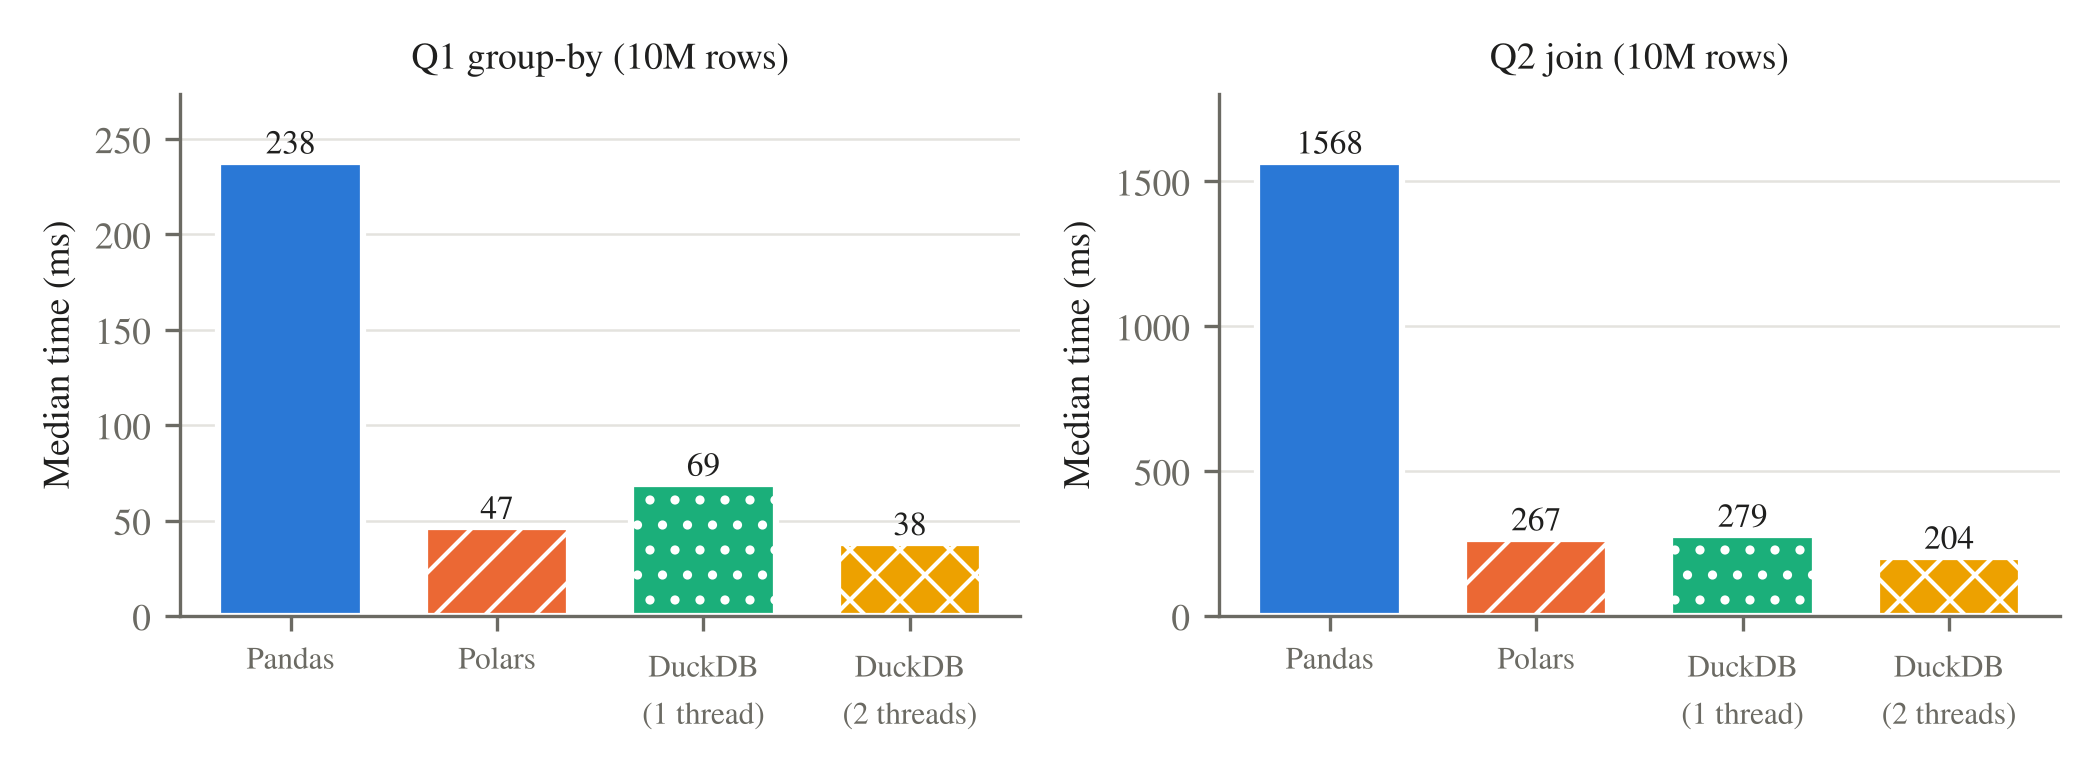 Q1 group-by (10M rows)
Median time (ms)
250
200
150
100
50
0
238
47
69
38
Pandas
Polars
DuckDB
(1 thread)
DuckDB
(2 threads)
Q2 join (10M rows)
Median time (ms)
1500
1000
500
0
1568
267
279
204
Pandas
Polars
DuckDB
(1 thread)
DuckDB
(2 threads)